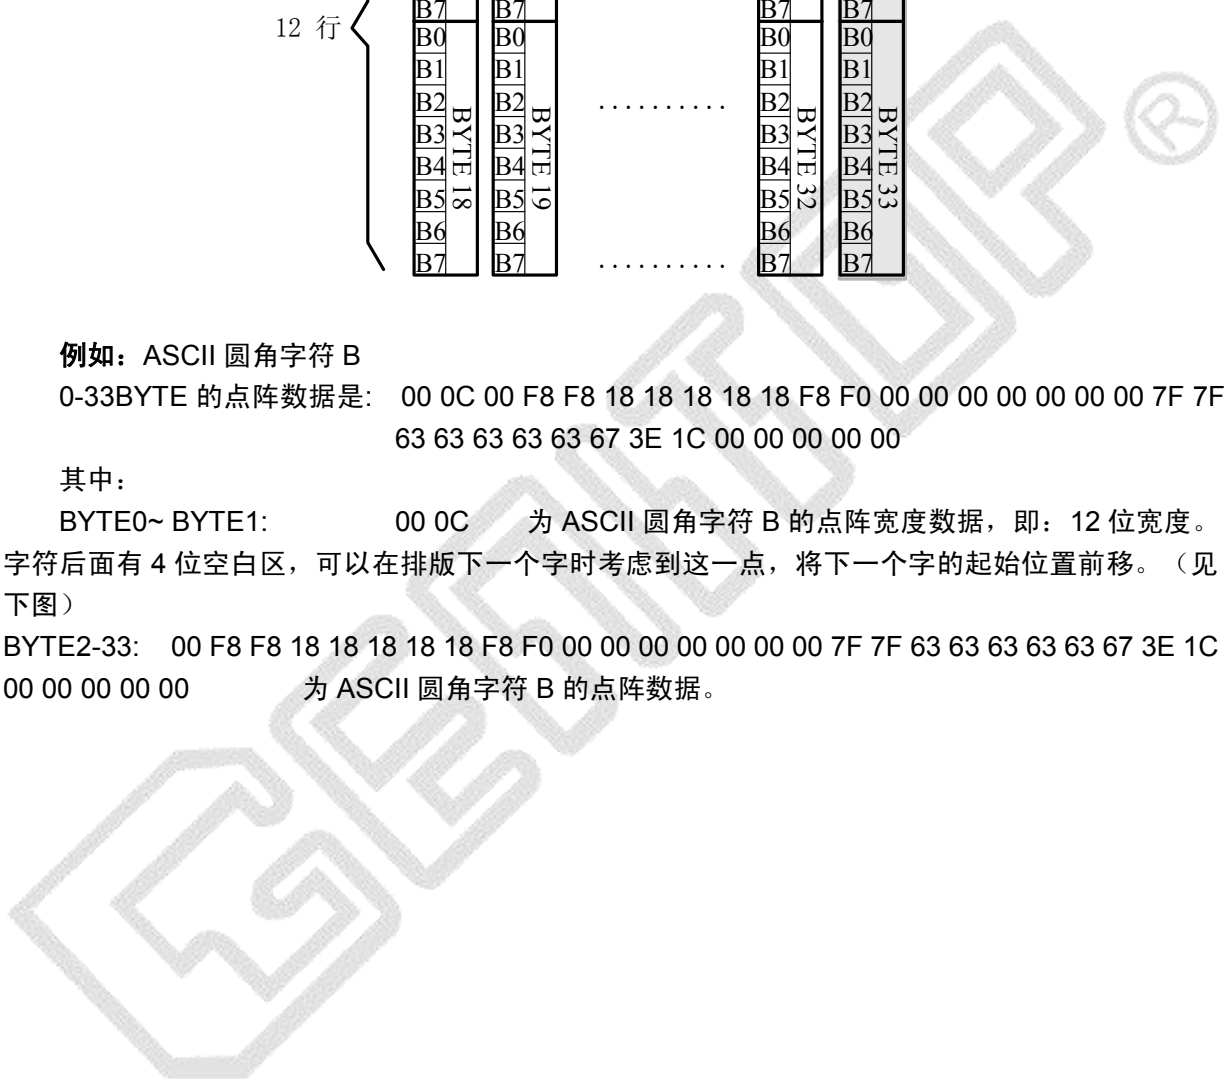 B7 B7 B7 B7
12 行
B0 B0 B0 B0
B1 B1 B1 B1
B2 B2 .......... B2 B2
B3 B3 B3 B3
B4 B4 B4 B4
B5 B5 B5 B5
B6 B6 B6 B6
B7 B7 .......... B7 B7
BYTE 18 BYTE 19 BYTE 32 BYTE 33
例如：ASCII 圆角字符 B
0-33BYTE 的点阵数据是: 00 0C 00 F8 F8 18 18 18 18 18 F8 F0 00 00 00 00 00 00 00 7F 7F
63 63 63 63 63 67 3E 1C 00 00 00 00 00
其中：
BYTE0~ BYTE1: 00 0C 为 ASCII 圆角字符 B 的点阵宽度数据，即：12 位宽度。
字符后面有 4 位空白区，可以在排版下一个字时考虑到这一点，将下一个字的起始位置前移。（见
下图）
BYTE2-33: 00 F8 F8 18 18 18 18 18 F8 F0 00 00 00 00 00 00 00 7F 7F 63 63 63 63 63 67 3E 1C
00 00 00 00 00 为 ASCII 圆角字符 B 的点阵数据。
GENITOP®